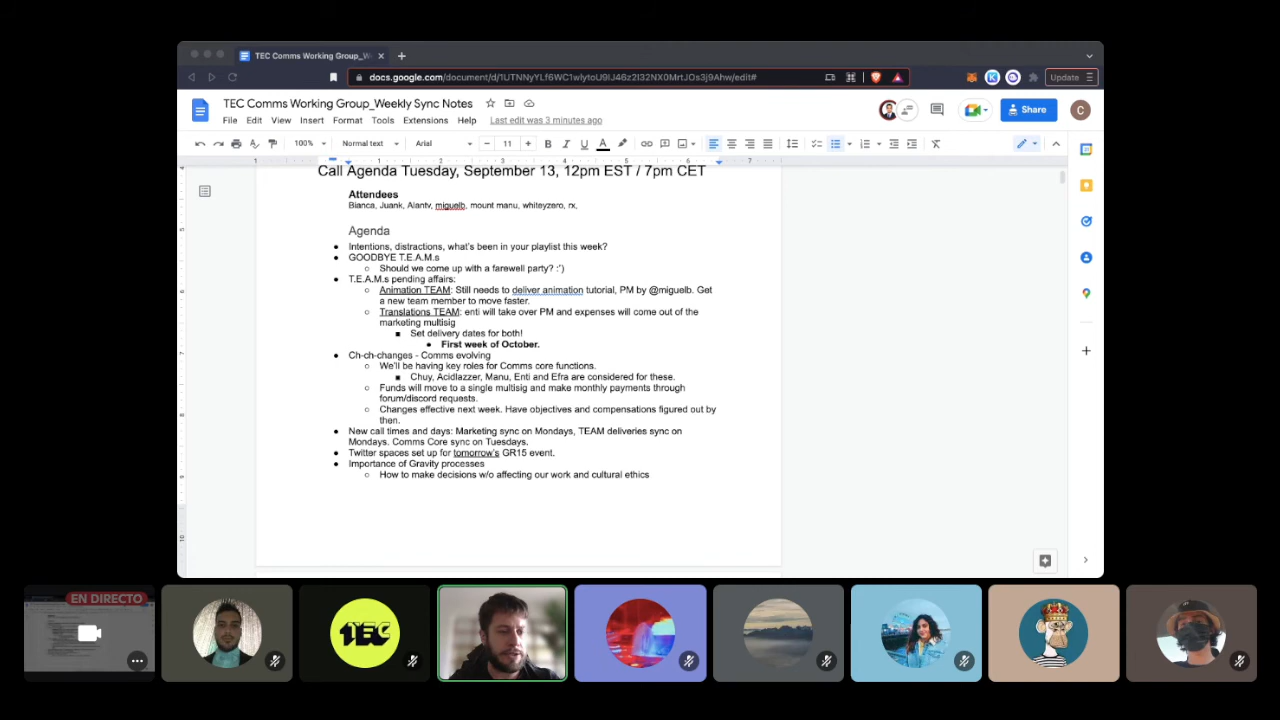 TEC Comms Working Group_W
docs.google.com/document/d/1UTNNyYLf6WC1wlytoU9IJ46z2I32NX0MrtJOs3j9Ahw/edit#
Update
TEC Comms Working Group_Weekly Sync Notes
Share
C
File Edit View Insert Format Tools Extensions Help Last edit was 3 minutes ago
100% Normal text Arial 11 B I U A
1 1 2 3 4 5 6 7
Call Agenda Tuesday, September 13, 12pm EST / 7pm CET
Attendees
Bianca, Juank, Alantv, miguelb, mount manu, whiteyzero, rx,
Agenda
● Intentions, distractions, what's been in your playlist this week?
● GOODBYE T.E.A.M.s
○ Should we come up with a farewell party? :')
● T.E.A.M.s pending affairs:
○ Animation TEAM: Still needs to deliver animation tutorial, PM by @miguelb. Get
a new team member to move faster.
○ Translations TEAM: enti will take over PM and expenses will come out of the
marketing multisig
■ Set delivery dates for both!
● First week of October.
● Ch-ch-changes - Comms evolving
○ We'll be having key roles for Comms core functions.
■ Chuy, Acidlazzer, Manu, Enti and Efra are considered for these.
○ Funds will move to a single multisig and make monthly payments through
forum/discord requests.
○ Changes effective next week. Have objectives and compensations figured out by
then.
● New call times and days: Marketing sync on Mondays, TEAM deliveries sync on
Mondays. Comms Core sync on Tuesdays.
● Twitter spaces set up for tomorrow's GR15 event.
● Importance of Gravity processes
○ How to make decisions w/o affecting our work and cultural ethics
EN DIRECTO
TEC